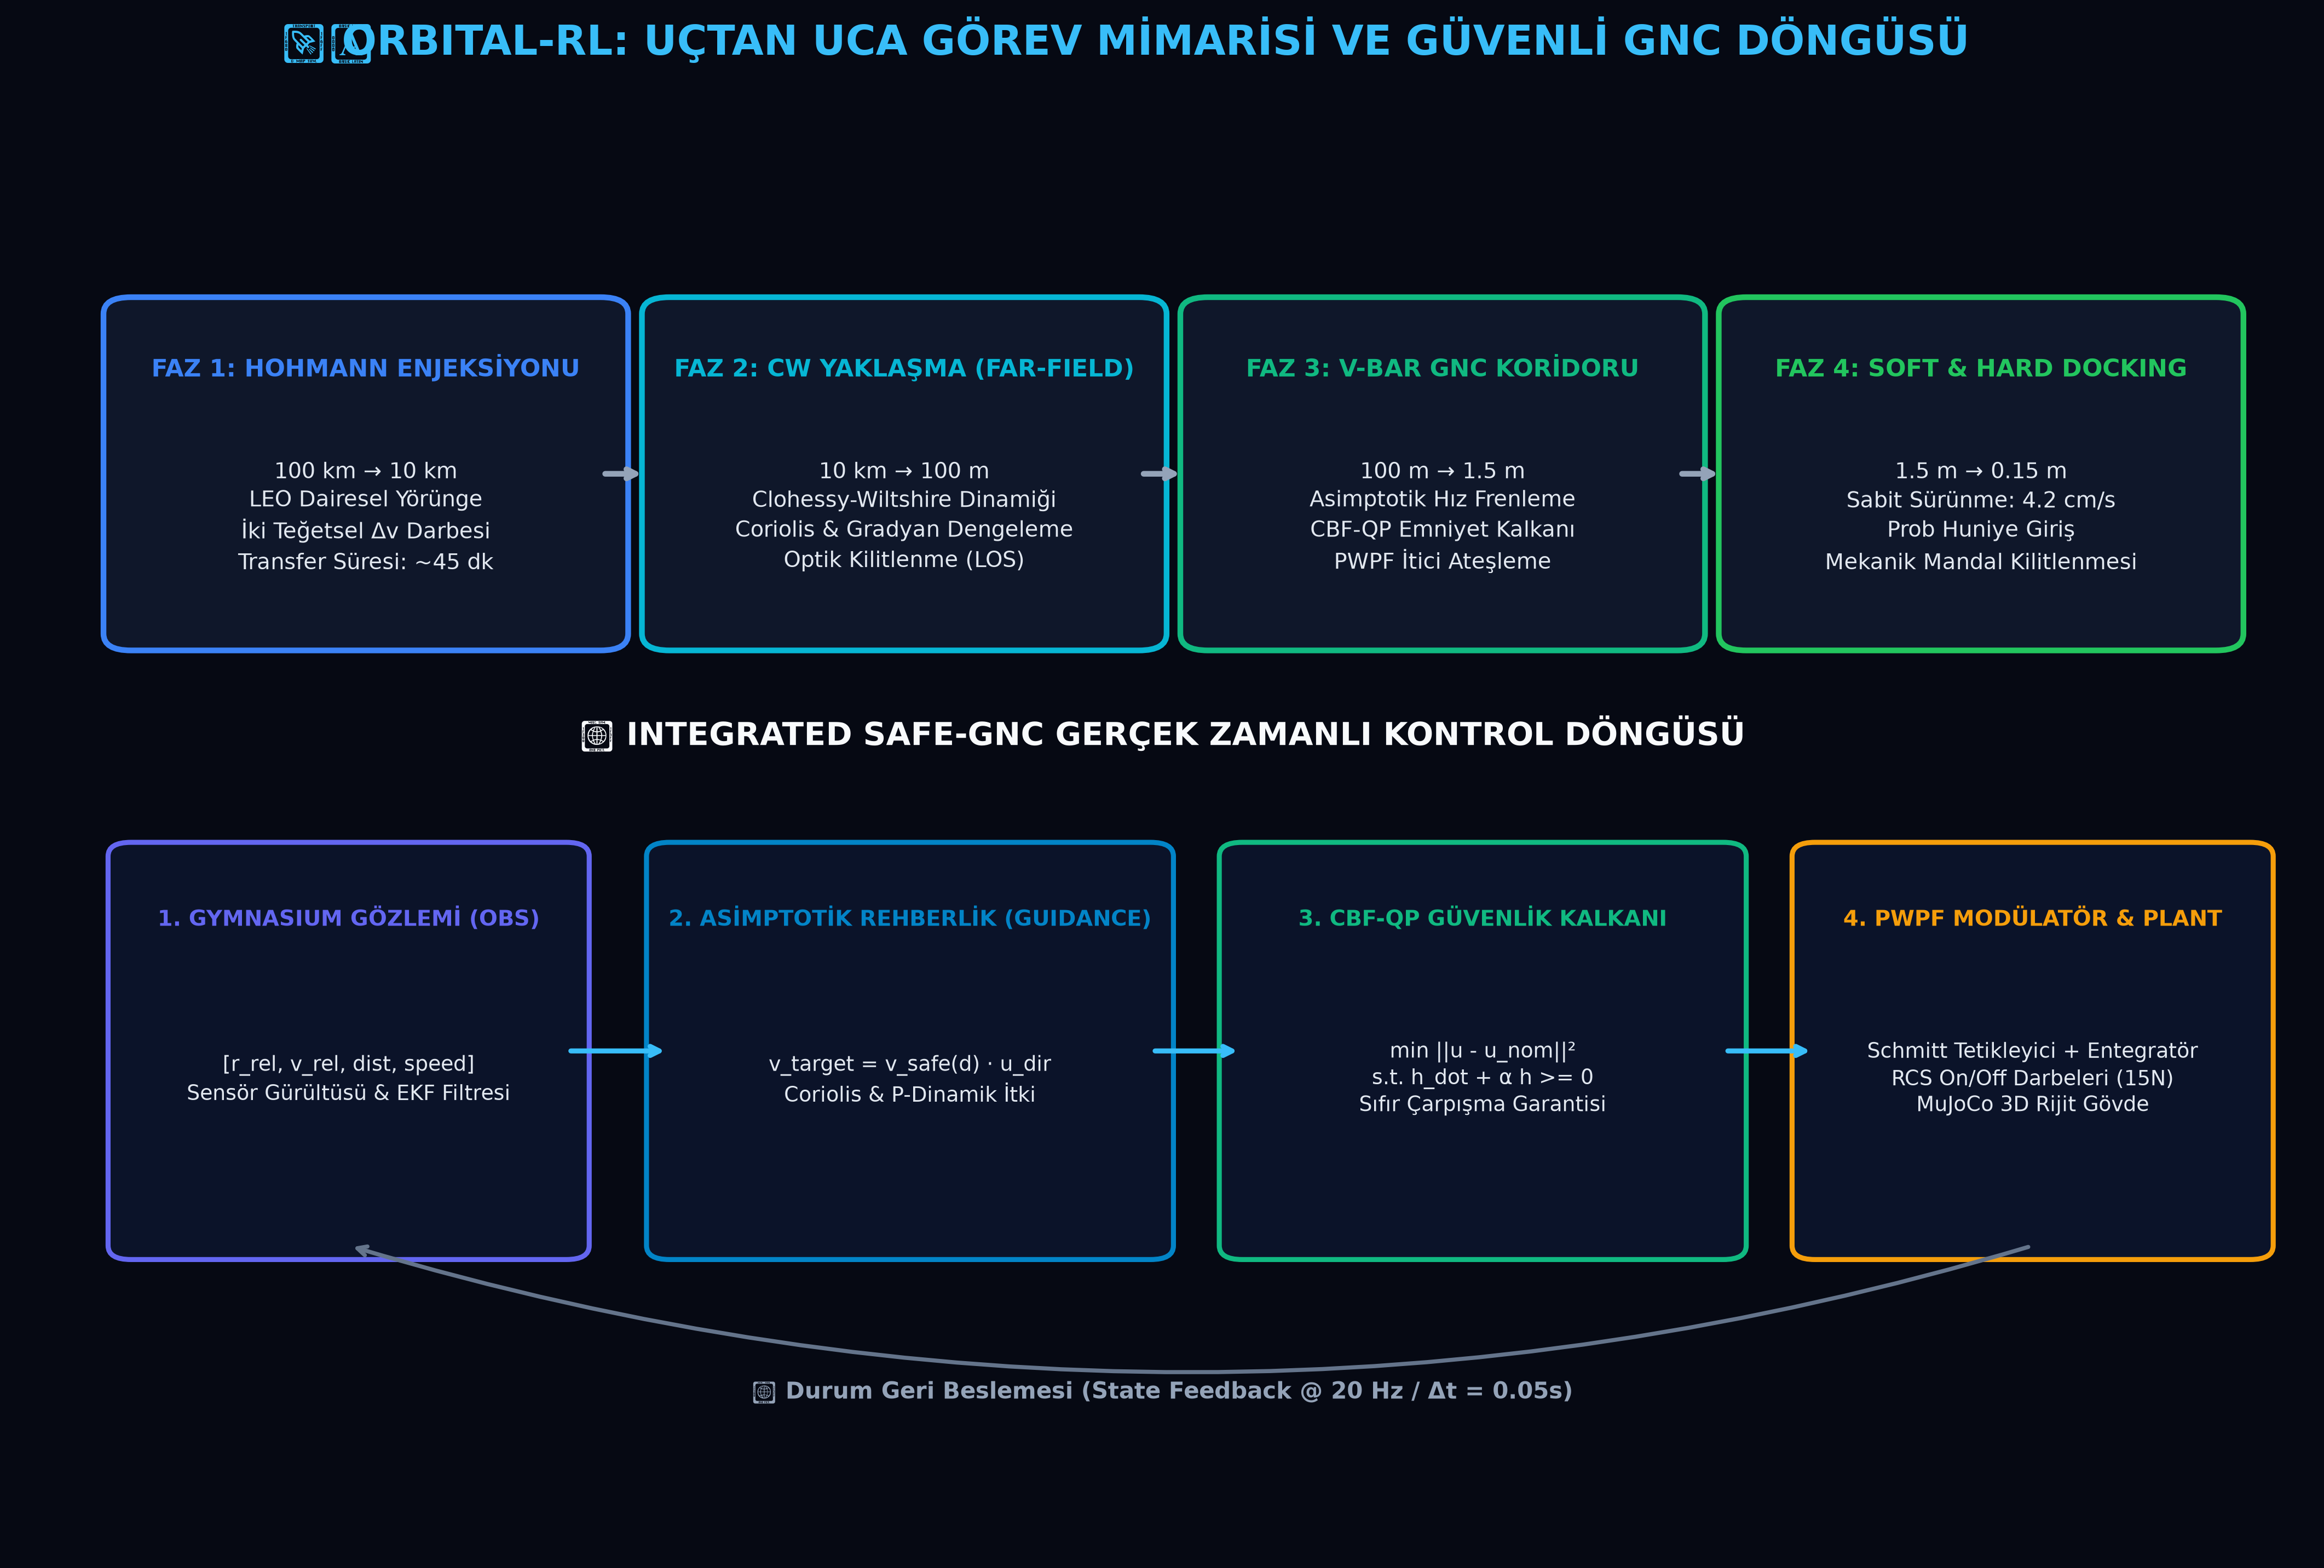 ORBITAL-RL: UÇTAN UCA GÖREV MİMARİSİ VE GÜVENLİ GNC DÖNGÜSÜ
FAZ 1: HOHMANN ENJEKSİYONU
100 km → 10 km
LEO Dairesel Yörünge
İki Teğetsel Δv Darbesi
Transfer Süresi: ~45 dk
FAZ 2: CW YAKLAŞMA (FAR-FIELD)
10 km → 100 m
Clohessy-Wiltshire Dinamiği
Coriolis & Gradyan Dengeleme
Optik Kilitlenme (LOS)
FAZ 3: V-BAR GNC KORİDORU
100 m → 1.5 m
Asimptotik Hız Frenleme
CBF-QP Emniyet Kalkanı
PWPF İtici Ateşleme
FAZ 4: SOFT & HARD DOCKING
1.5 m → 0.15 m
Sabit Sürünme: 4.2 cm/s
Prob Huniye Giriş
Mekanik Mandal Kilitlenmesi
INTEGRATED SAFE-GNC GERÇEK ZAMANLI KONTROL DÖNGÜSÜ
1. GYMNASIUM GÖZLEMİ (OBS)
[r_rel, v_rel, dist, speed]
Sensör Gürültüsü & EKF Filtresi
2. ASİMPTOTİK REHBERLİK (GUIDANCE)
v_target = v_safe(d) · u_dir
Coriolis & P-Dinamik İtki
3. CBF-QP GÜVENLİK KALKANI
min ||u - u_nom||²
s.t. h_dot + α h >= 0
Sıfır Çarpışma Garantisi
4. PWPF MODÜLATÖR & PLANT
Schmitt Tetikleyici + Entegratör
RCS On/Off Darbeleri (15N)
MuJoCo 3D Rijit Gövde
Durum Geri Beslemesi (State Feedback @ 20 Hz / Δt = 0.05s)